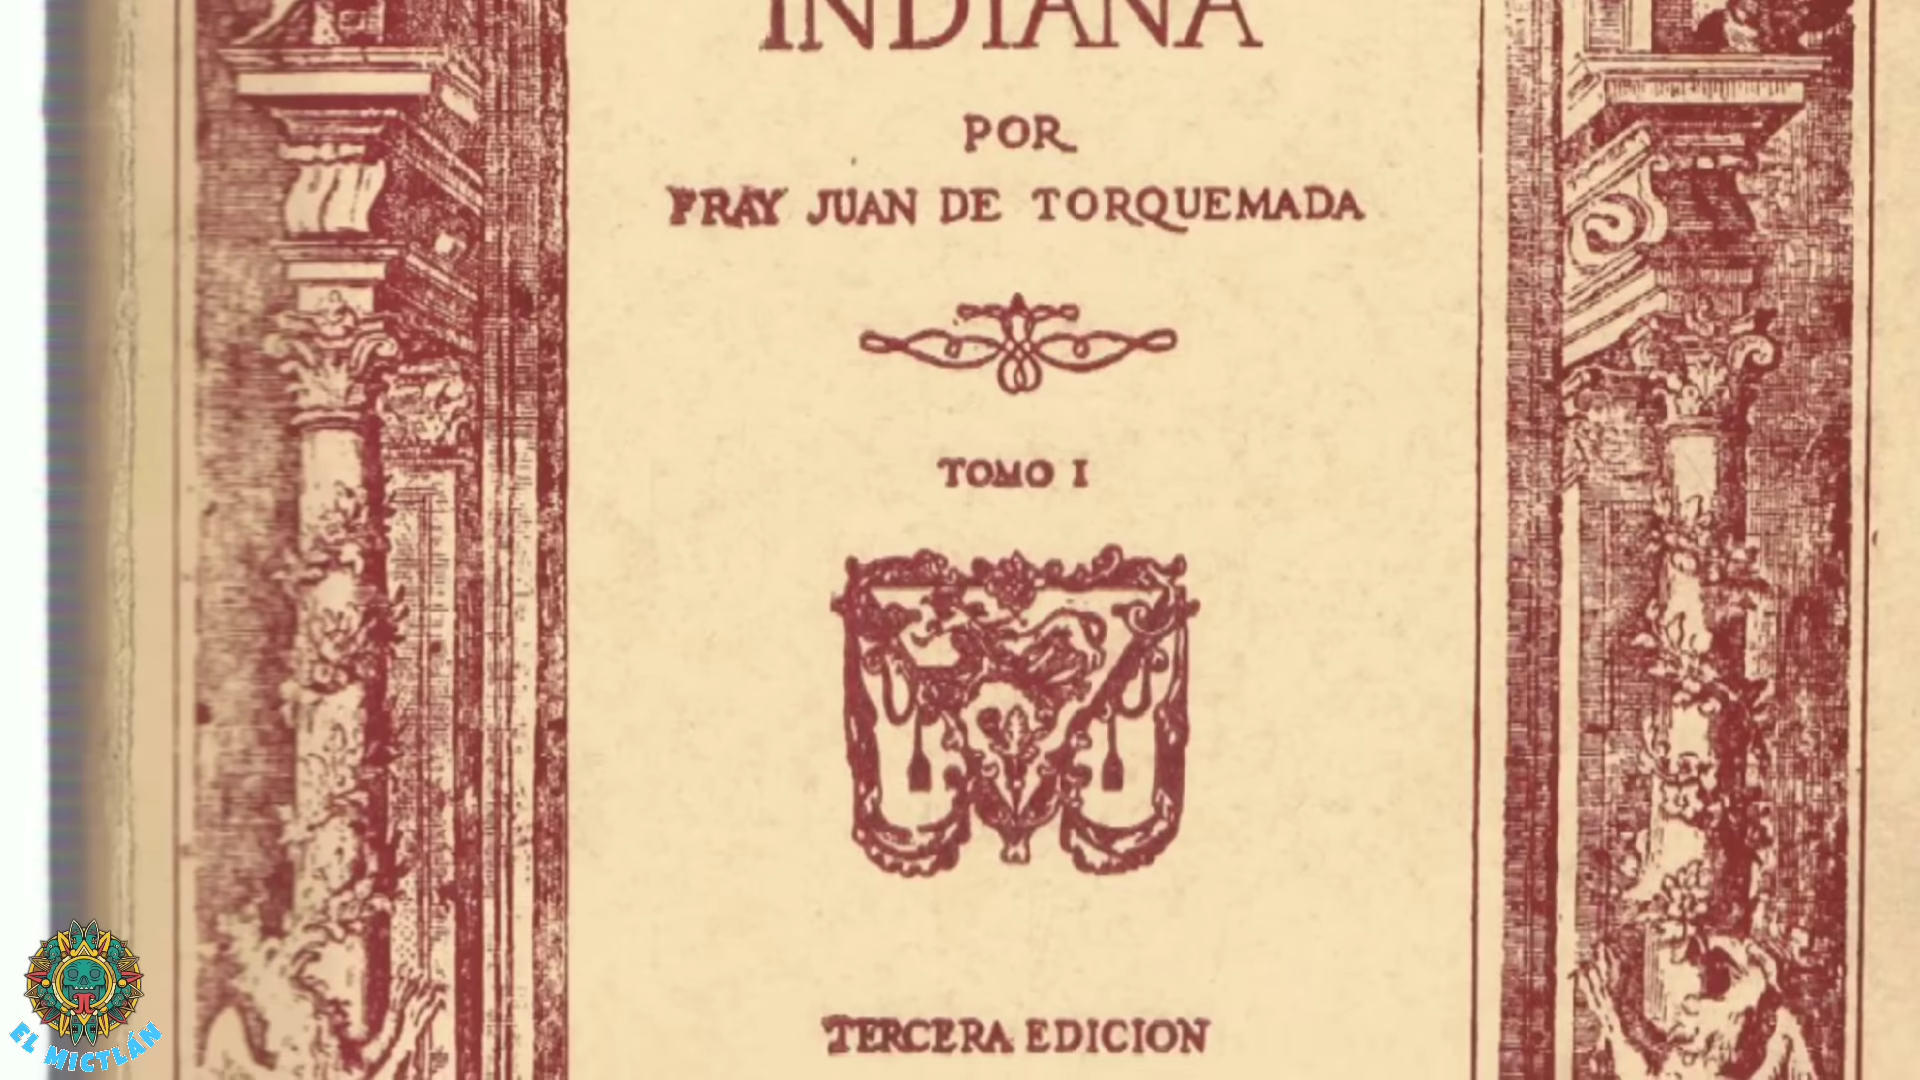 INDIANA
POR
FRAY JUAN DE TORQUEMADA
TOMO I
TERCERA EDICION
EL MICTLÁN